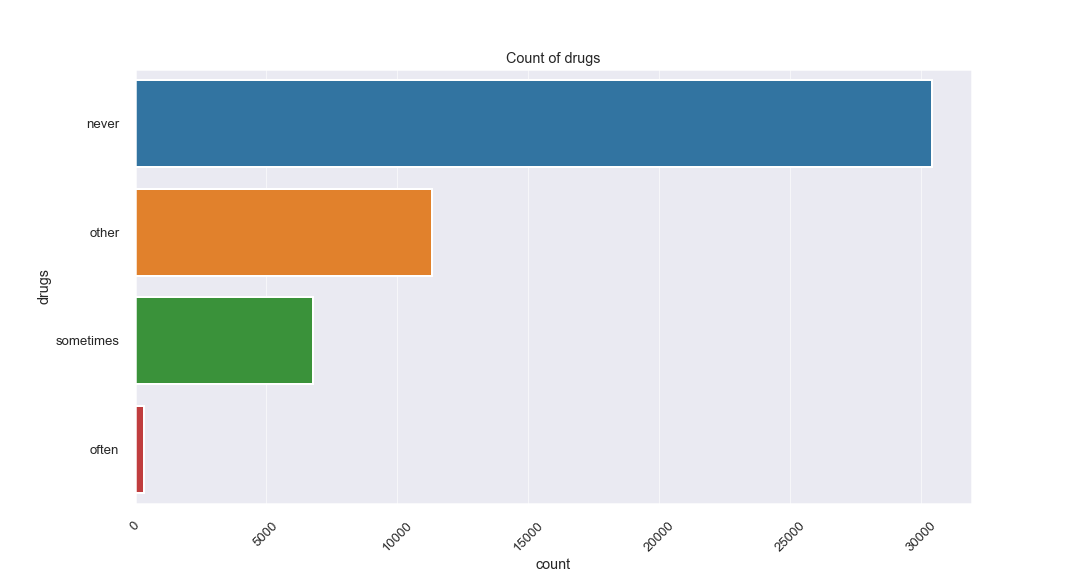 Count of drugs
never
other
sometimes
often
drugs
0
5000
10000
15000
20000
25000
30000
count